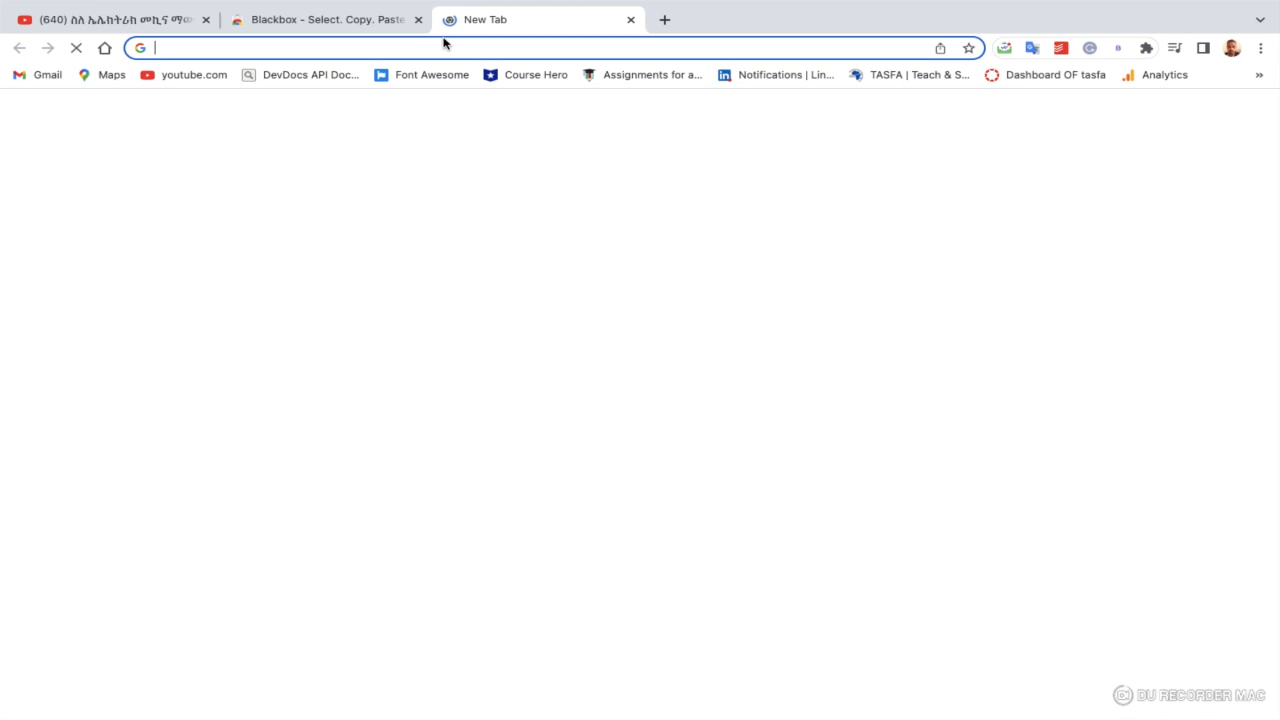 (640) ስለ ኤሌክትሪክ መኪና ማወ
Blackbox - Select. Copy. Paste
New Tab
Gmail
Maps
youtube.com
DevDocs API Doc...
Font Awesome
Course Hero
Assignments for a...
Notifications | Lin...
TASFA | Teach & S...
Dashboard OF tasfa
Analytics
DU RECORDER MAC